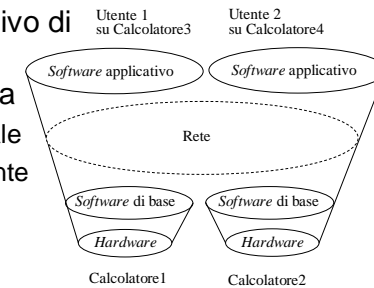 ivo di
a
le
nte
Utente 1
su Calcolatore3
Utente 2
su Calcolatore4
Software applicativo
Software applicativo
Rete
Software di base
Software di base
Hardware
Hardware
Calcolatore1
Calcolatore2